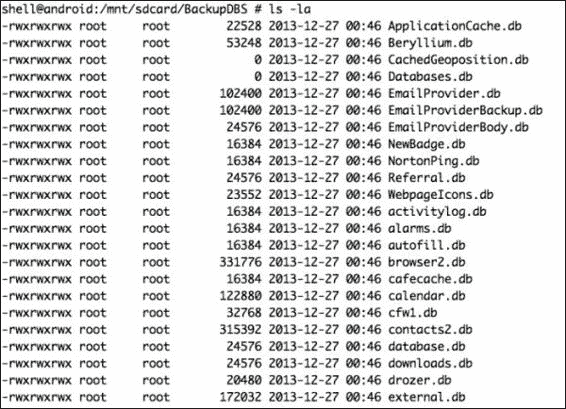 shell@android:/mnt/sdcard/BackupDBS # ls -la
-rwxrwxrwx root     root        22528 2013-12-27 00:46 ApplicationCache.db
-rwxrwxrwx root     root        53248 2013-12-27 00:46 Beryllium.db
-rwxrwxrwx root     root            0 2013-12-27 00:46 CachedGeoposition.db
-rwxrwxrwx root     root            0 2013-12-27 00:46 Databases.db
-rwxrwxrwx root     root       102400 2013-12-27 00:46 EmailProvider.db
-rwxrwxrwx root     root       102400 2013-12-27 00:46 EmailProviderBackup.db
-rwxrwxrwx root     root        24576 2013-12-27 00:46 EmailProviderBody.db
-rwxrwxrwx root     root        16384 2013-12-27 00:46 NewBadge.db
-rwxrwxrwx root     root        16384 2013-12-27 00:46 NortonPing.db
-rwxrwxrwx root     root        24576 2013-12-27 00:46 Referral.db
-rwxrwxrwx root     root        23552 2013-12-27 00:46 WebpageIcons.db
-rwxrwxrwx root     root        16384 2013-12-27 00:46 activitylog.db
-rwxrwxrwx root     root        16384 2013-12-27 00:46 alarms.db
-rwxrwxrwx root     root        16384 2013-12-27 00:46 autofill.db
-rwxrwxrwx root     root       331776 2013-12-27 00:46 browser2.db
-rwxrwxrwx root     root        16384 2013-12-27 00:46 cafecache.db
-rwxrwxrwx root     root       122880 2013-12-27 00:46 calendar.db
-rwxrwxrwx root     root        32768 2013-12-27 00:46 cfw1.db
-rwxrwxrwx root     root       315392 2013-12-27 00:46 contacts2.db
-rwxrwxrwx root     root        24576 2013-12-27 00:46 database.db
-rwxrwxrwx root     root        24576 2013-12-27 00:46 downloads.db
-rwxrwxrwx root     root        20480 2013-12-27 00:46 drozer.db
-rwxrwxrwx root     root       172032 2013-12-27 00:46 external.db